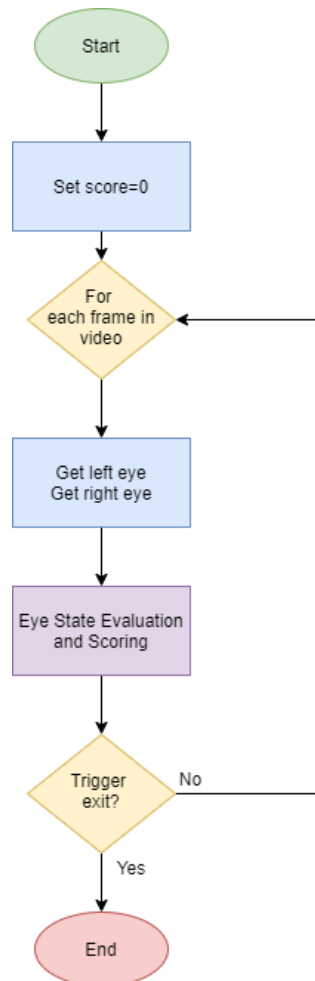 Start
Set score=0
For
each frame in
video
Get left eye
Get right eye
Eye State Evaluation
and Scoring
Trigger
exit?
No
Yes
End